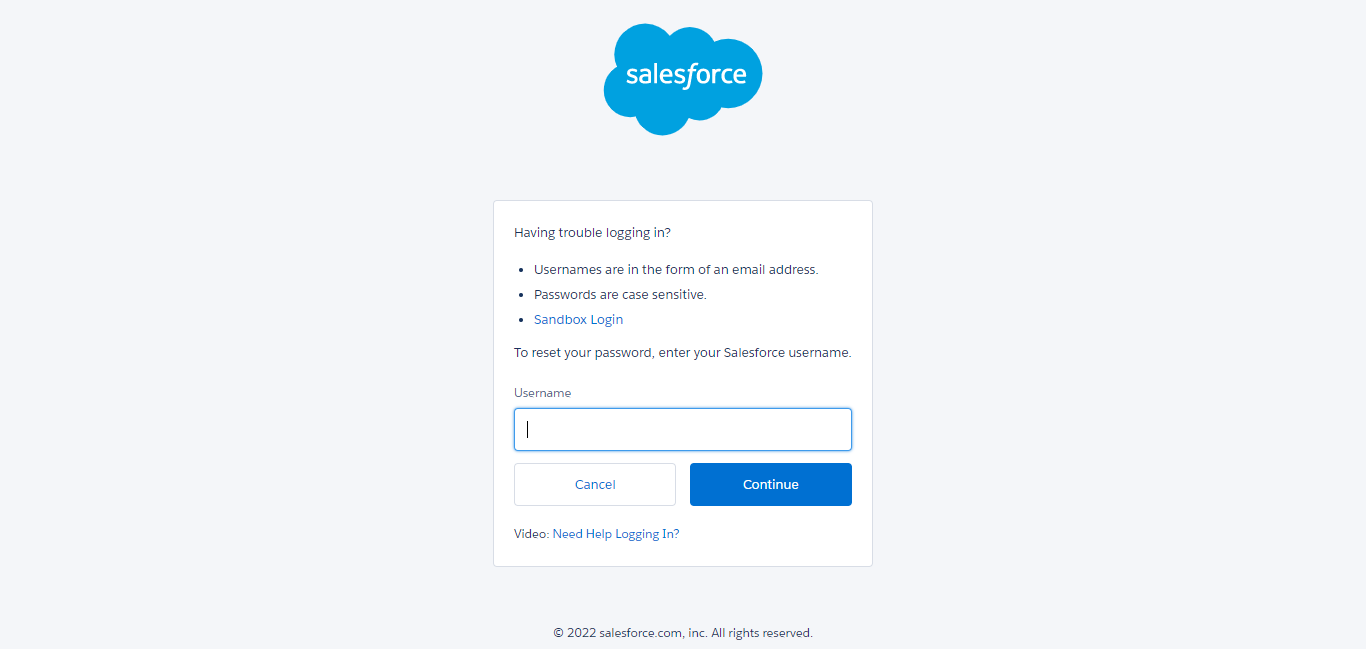 salesforce
Having trouble logging in?
Usernames are in the form of an email address.
Passwords are case sensitive.
Sandbox Login
To reset your password, enter your Salesforce username.
Username
Cancel
Continue
Video: Need Help Logging In?
© 2022 salesforce.com, inc. All rights reserved.